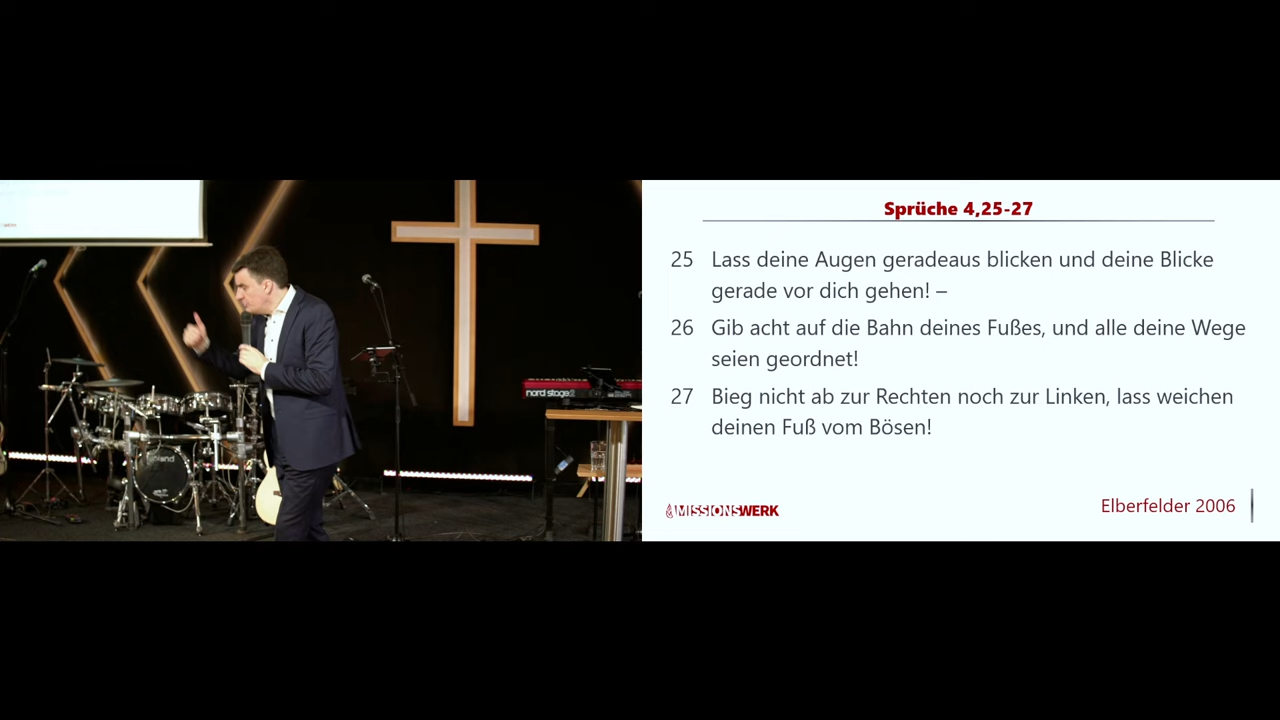 Sprüche 4,25-27
25 Lass deine Augen geradeaus blicken und deine Blicke
gerade vor dich gehen! –
26 Gib acht auf die Bahn deines Fußes, und alle deine Wege
seien geordnet!
27 Bieg nicht ab zur Rechten noch zur Linken, lass weichen
deinen Fuß vom Bösen!
MISSIONSWERK
Elberfelder 2006
nord stage